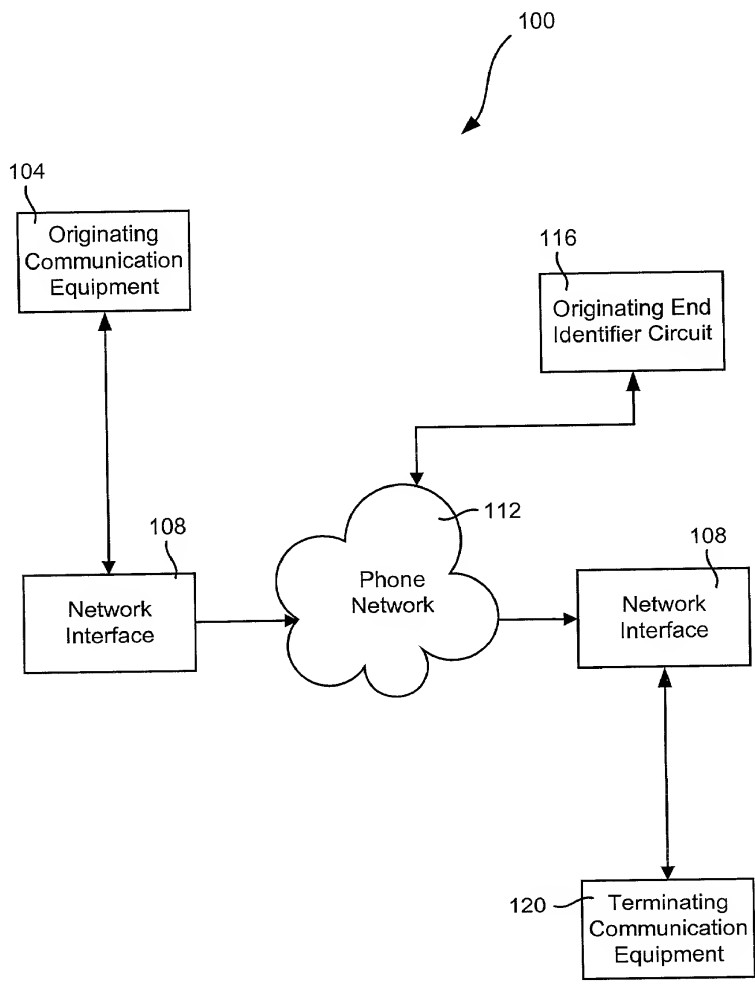 100
104
Originating
Communication
Equipment
116
Originating End
Identifier Circuit
112
Phone
Network
108
Network
Interface
108
Network
Interface
120
Terminating
Communication
Equipment